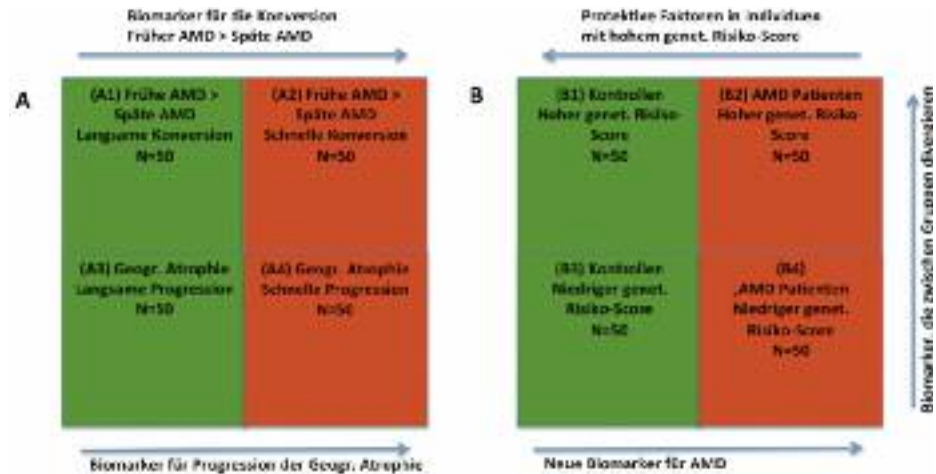 Biomarker für die Konversion
Früher AMD > Späte AMD
Protektive Faktoren in Individuen
mit hohem genet. Risiko-Score
A
(A1) Frühe AMD >
Späte AMD
Langsame Konversion
N=50
(A2) Frühe AMD >
Späte AMD
Schnelle Konversion
N=50
(A3) Geogr. Atrophie
Langsame Progression
N=50
(A4) Geogr. Atrophie
Schnelle Progression
N=50
Biomarker für Progression der Geogr. Atrophie
B
(B1) Kontrollen
Hoher genet. Risiko-
Score
N=50
(B2) AMD Patienten
Hoher genet. Risiko-
Score
N=50
(B3) Kontrollen
Niedriger genet.
Risiko-Score
N=50
(B4)
,AMD Patienten
Niedriger genet.
Risiko-Score
N=50
Neue Biomarker für AMD
Biomarker, die zwischen Gruppen divergieren